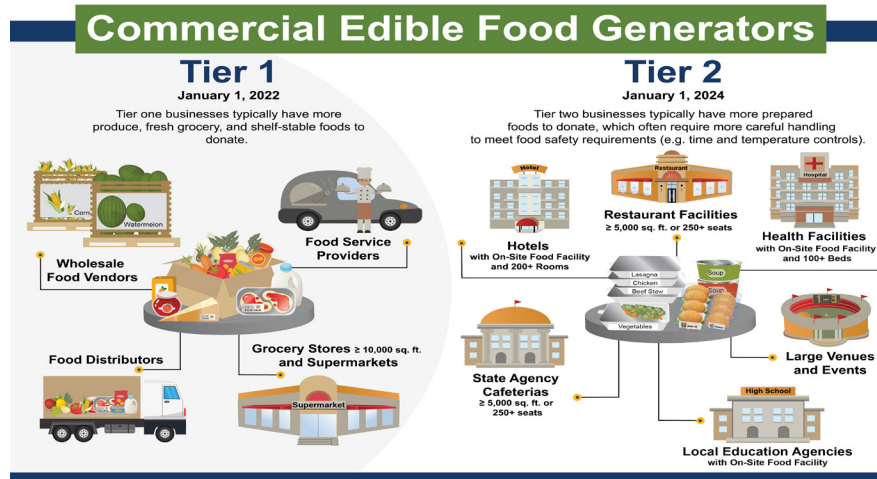 Commercial Edible Food Generators
Tier 1
January 1, 2022
Tier one businesses typically have more
produce, fresh grocery, and shelf-stable foods to
donate.
Corn
Watermelon
Wholesale
Food Vendors
Food Service
Providers
Food Distributors
Grocery Stores ≥ 10,000 sq. ft.
and Supermarkets
Supermarket
Tier 2
January 1, 2024
Tier two businesses typically have more prepared
foods to donate, which often require more careful handling
to meet food safety requirements (e.g. time and temperature controls).
Hotel
Hotels
with On-Site Food Facility
and 200+ Rooms
Restaurant
Restaurant Facilities
≥ 5,000 sq. ft. or 250+ seats
Hospital
Health Facilities
with On-Site Food Facility
and 100+ Beds
Lasagna
Chicken
Beef Stew
Vegetables
Soup
Soup
State Agency
Cafeterias
≥ 5,000 sq. ft. or
250+ seats
Large Venues
and Events
High School
Local Education Agencies
with On-Site Food Facility